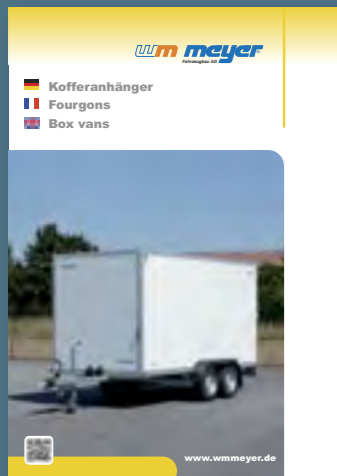 wm meyer
Fahrzeugbau AG
Kofferanhänger
Fourgons
Box vans
www.wmmeyer.de